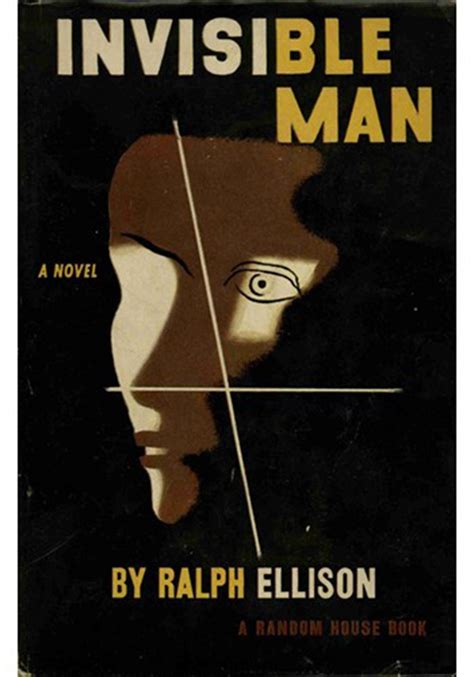 INVISIBLE
MAN
A NOVEL
BY RALPH ELLISON
A RANDOM HOUSE BOOK